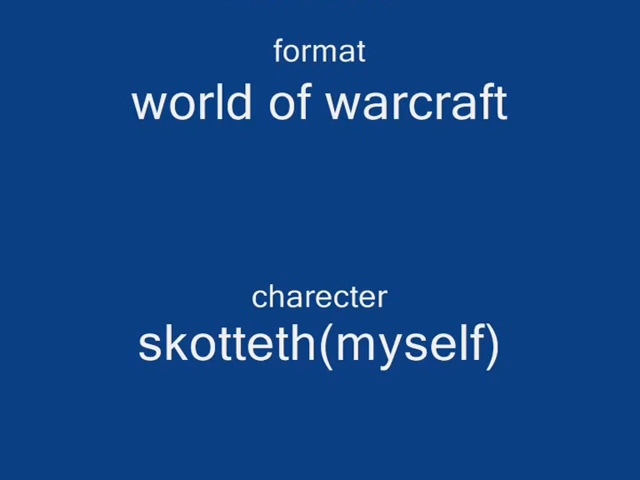 format
world of warcraft
charecter
skotteth(myself)